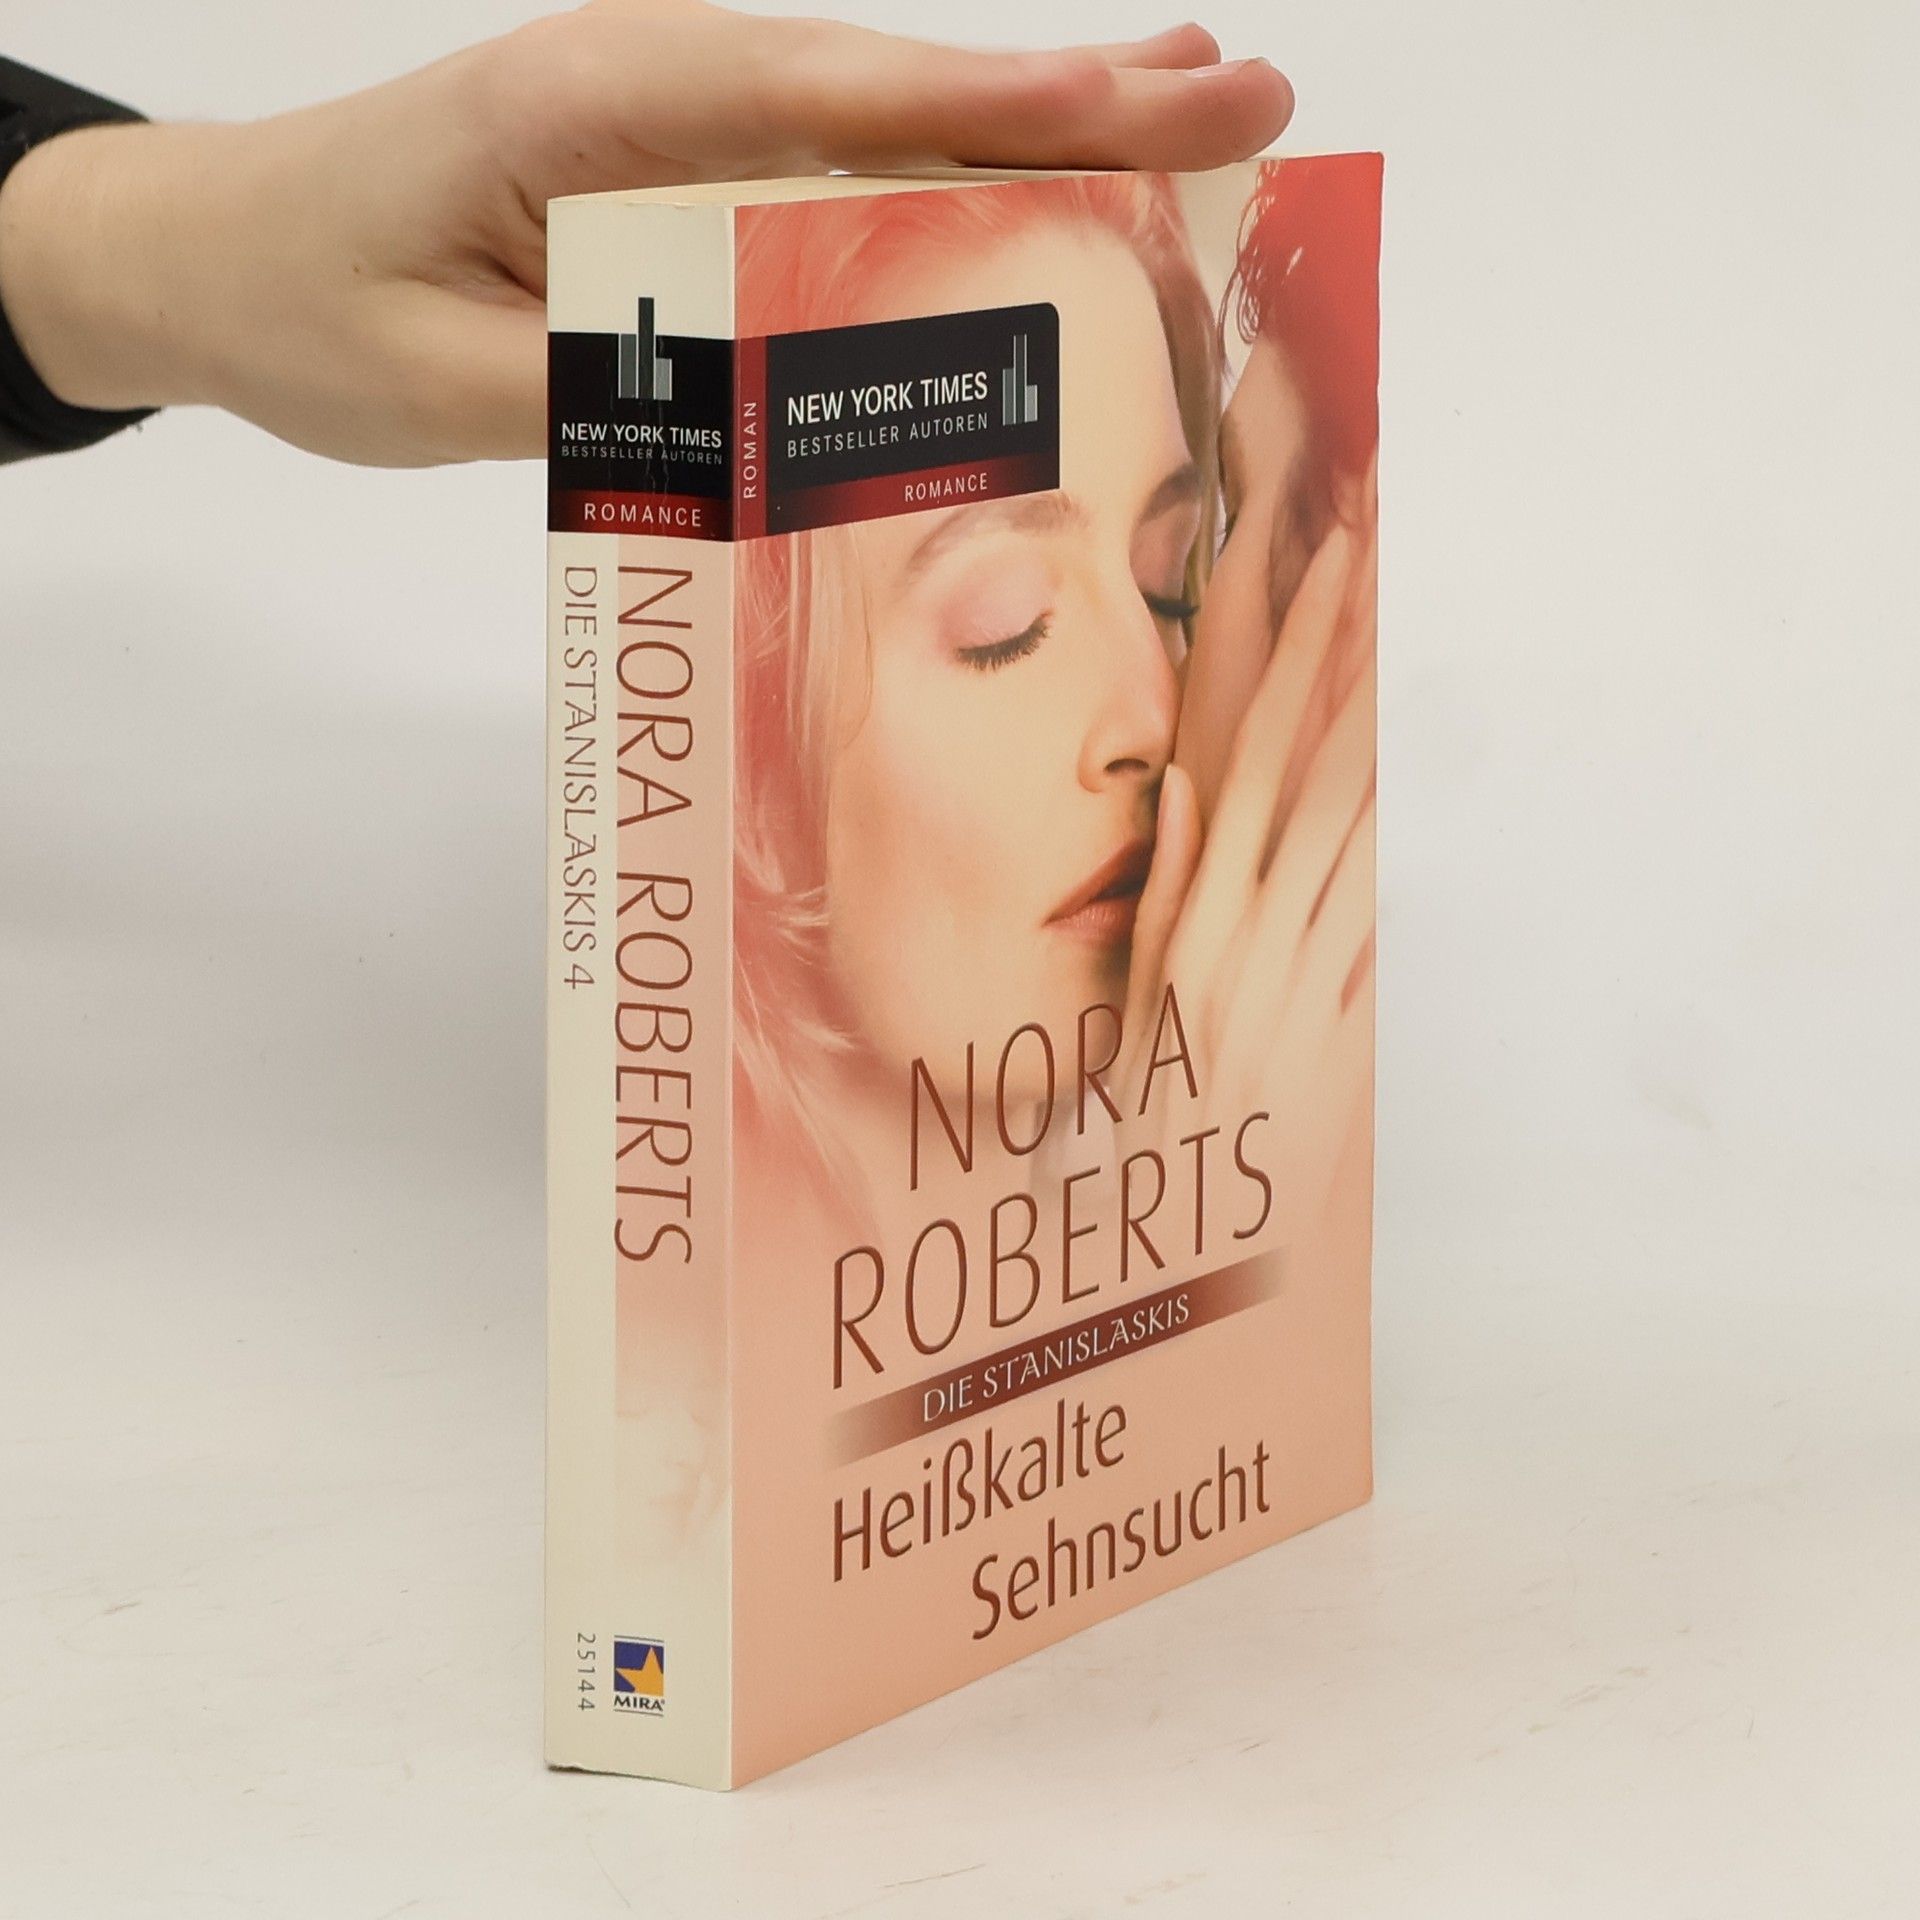 NEW YORK TIMES
BESTSELLER AUTOREN
ROMANCE
NORA ROBERTS
DIE STANISLASKIS 4
25144
MIRA®
ROMAN
NEW YORK TIMES
BESTSELLER AUTOREN
ROMANCE
NORA
ROBERTS
DIE STANISLASKIS
Heißkalte
Sehnsucht